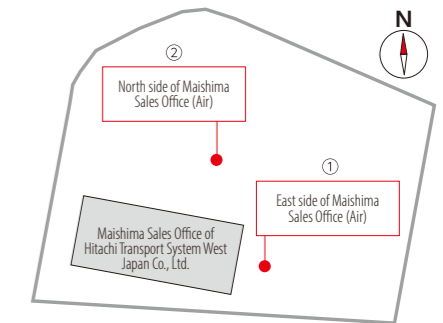 N
②
North side of Maishima
Sales Office (Air)
①
East side of Maishima
Sales Office (Air)
Maishima Sales Office of
Hitachi Transport System West
Japan Co., Ltd.